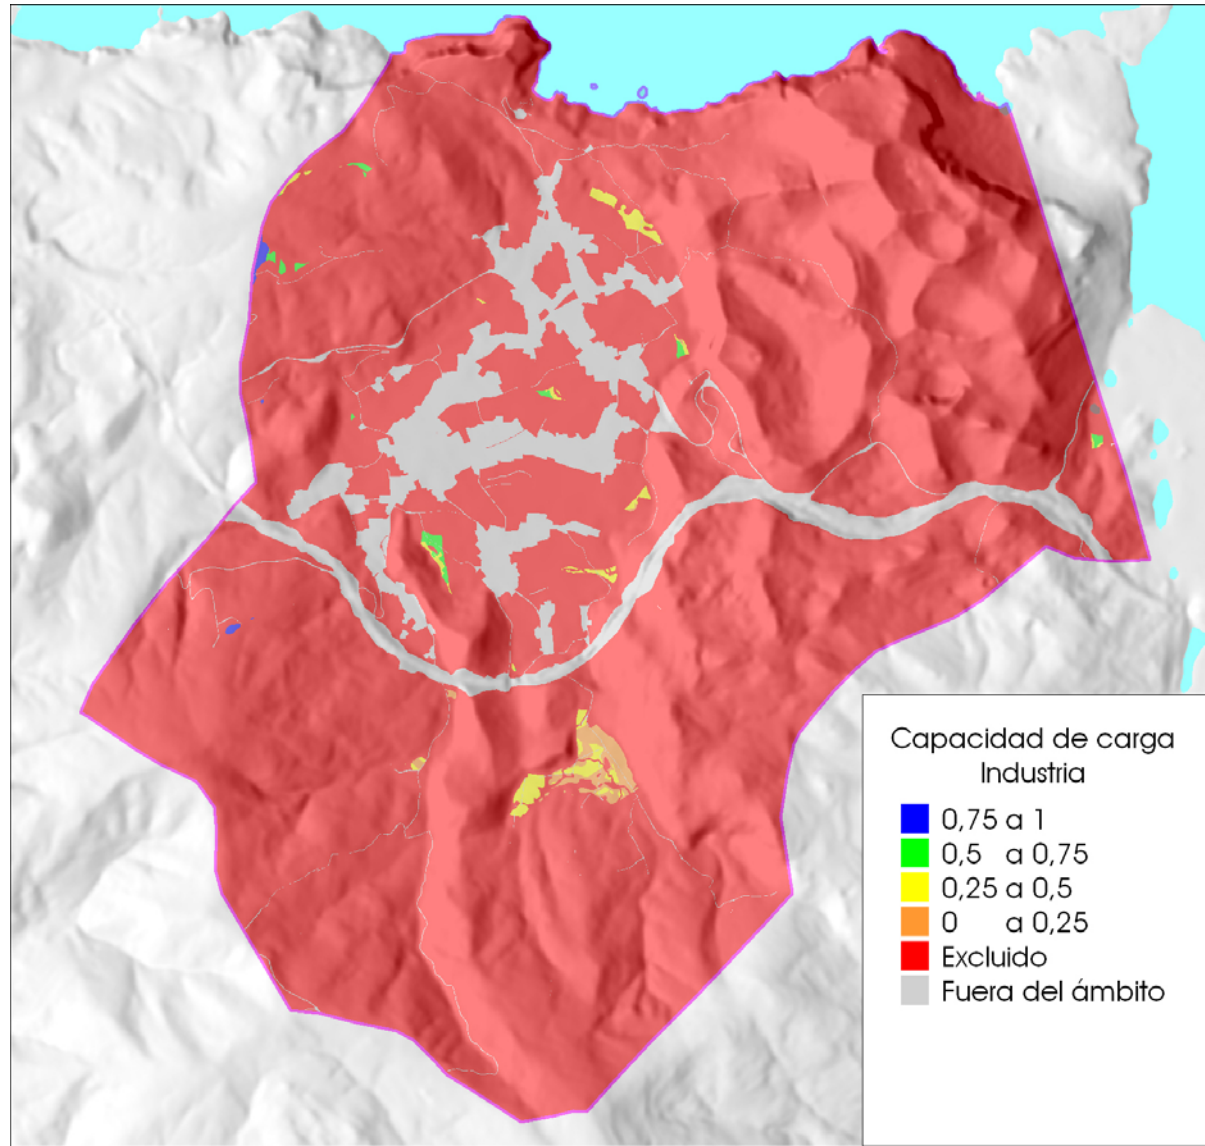 Capacidad de carga
Industria
0,75 a 1
0,5 a 0,75
0,25 a 0,5
0 a 0,25
Excluido
Fuera del ámbito